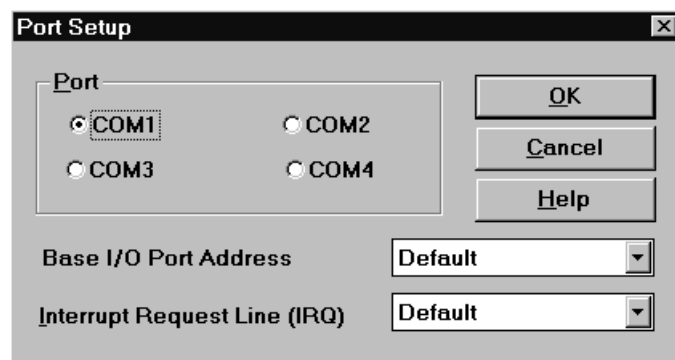 Port Setup
Port
COM1
COM2
COM3
COM4
OK
Cancel
Help
Base I/O Port Address
Default
Interrupt Request Line (IRQ)
Default